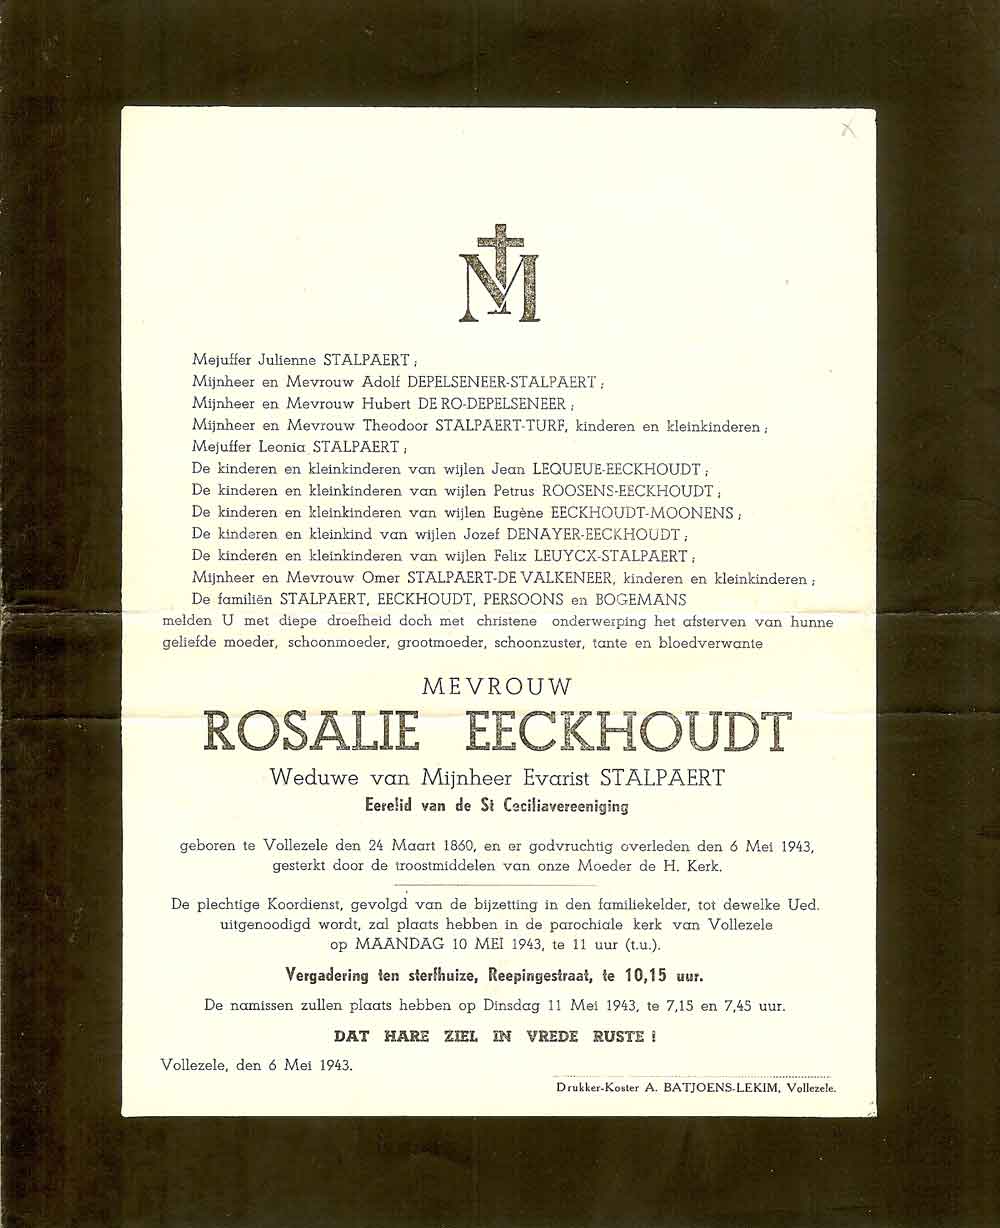 M
Mejuffer Julienne STALPAERT ;
Mijnheer en Mevrouw Adolf DEPELSENEER-STALPAERT ;
Mijnheer en Mevrouw Hubert DE RO-DEPELSENEER ;
Mijnheer en Mevrouw Theodoor STALPAERT-TURF, kinderen en kleinkinderen ;
Mejuffer Leonia STALPAERT ;
De kinderen en kleinkinderen van wijlen Jean LEQUEUE-EECKHOUDT ;
De kinderen en kleinkinderen van wijlen Petrus ROOSENS-EECKHOUDT ;
De kinderen en kleinkinderen van wijlen Eugène EECKHOUDT-MOONENS ;
De kinderen en kleinkind van wijlen Jozef DENAYER-EECKHOUDT ;
De kinderen en kleinkinderen van wijlen Felix LEUYCX-STALPAERT ;
Mijnheer en Mevrouw Omer STALPAERT-DE VALKENEER, kinderen en kleinkinderen ;
De familiën STALPAERT, EECKHOUDT, PERSOONS en BOGEMANS
melden U met diepe droefheid doch met christene onderwerping het afsterven van hunne
geliefde moeder, schoonmoeder, grootmoeder, schoonzuster, tante en bloedverwante
MEVROUW
ROSALIE EECKHOUDT
Weduwe van Mijnheer Evarist STALPAERT
Eerelid van de St Ceciliavereeniging
geboren te Vollezele den 24 Maart 1860, en er godvruchtig overleden den 6 Mei 1943,
gesterkt door de troostmiddelen van onze Moeder de H. Kerk.
De plechtige Koordienst, gevolgd van de bijzetting in den familiekelder, tot dewelke Ued.
uitgenoodigd wordt, zal plaats hebben in de parochiale kerk van Vollezele
op MAANDAG 10 MEI 1943, te 11 uur (t.u.).
Vergadering ten sterfhuize, Reepingestraat, te 10,15 uur.
De namissen zullen plaats hebben op Dinsdag 11 Mei 1943, te 7,15 en 7,45 uur.
DAT HARE ZIEL IN VREDE RUSTE !
Vollezele, den 6 Mei 1943.
Drukker-Koster A. BATJOENS-LEKIM, Vollezele.